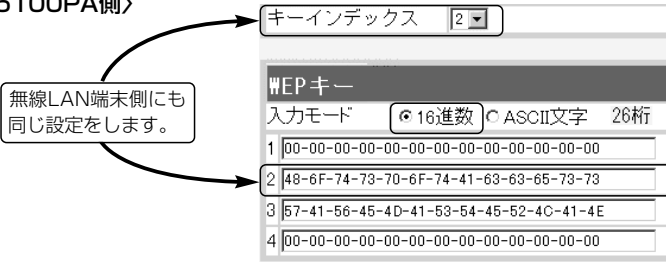 5100PA側〉
キーインデックス 2
無線LAN端末側にも
同じ設定をします。
WEPキー
入力モード 16進数 ASCII文字 26桁
1 00-00-00-00-00-00-00-00-00-00-00-00-00
2 48-6F-74-73-70-6F-74-41-63-63-65-73-73
3 57-41-56-45-4D-41-53-54-45-52-4C-41-4E
4 00-00-00-00-00-00-00-00-00-00-00-00-00